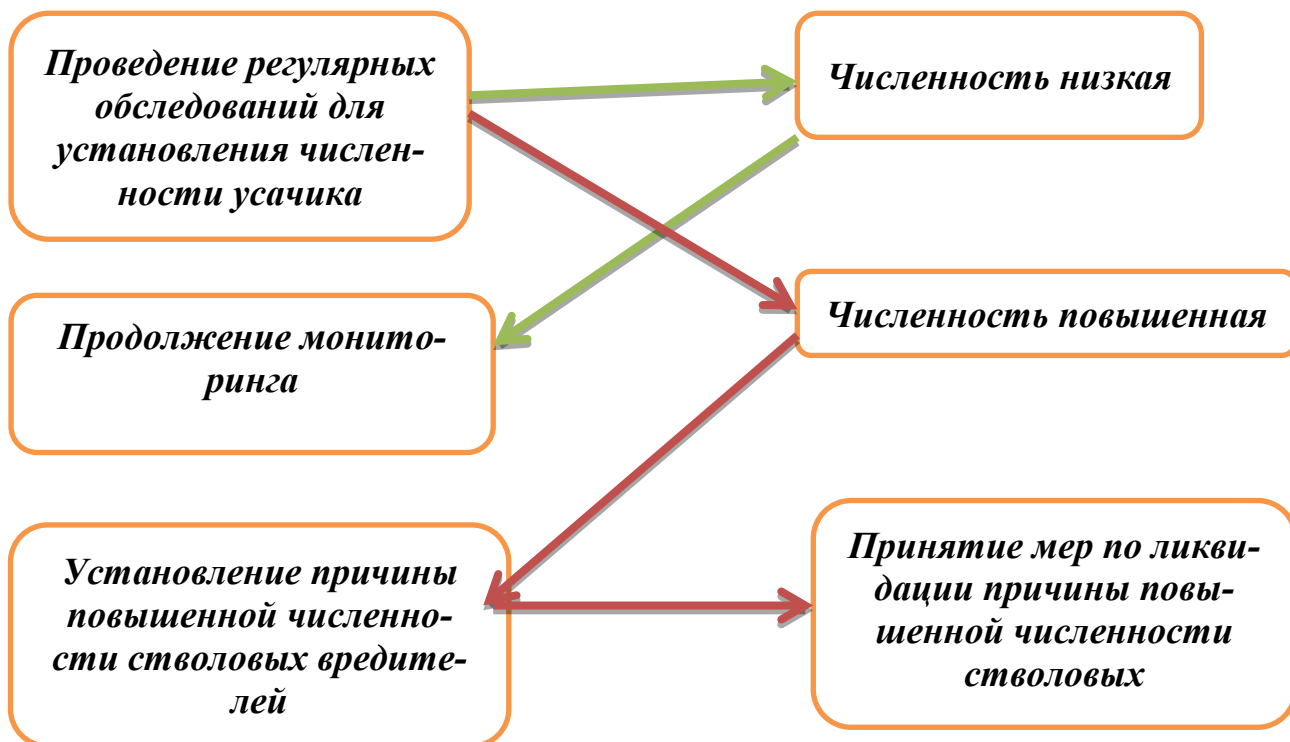 Проведение регулярных
обследований для
установления числен-
ности усачика
Численность низкая
Продолжение монито-
ринга
Численность повышенная
Установление причины
повышенной численно-
сти стволовых вредите-
лей
Принятие мер по ликви-
дации причины повы-
шенной численности
стволовых